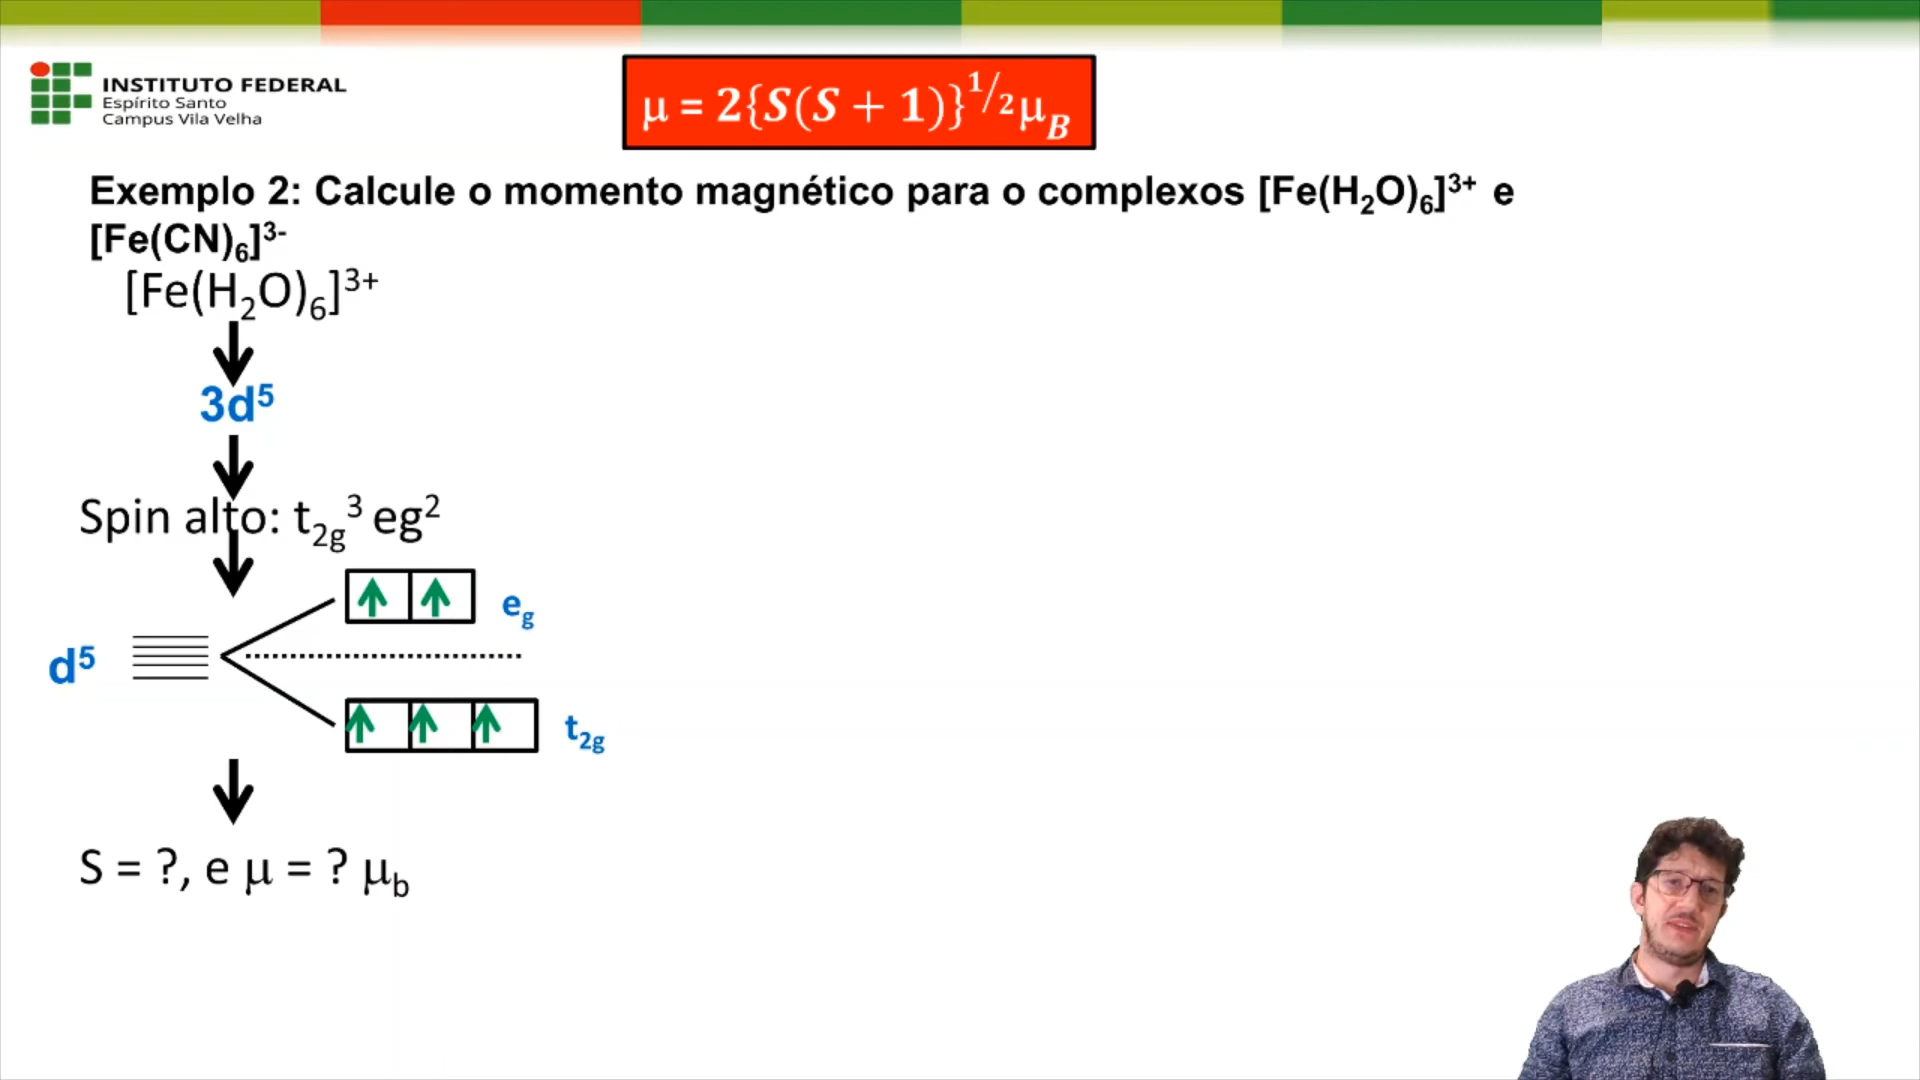 INSTITUTO FEDERAL
Espírito Santo
Campus Vila Velha
μ = 2{S(S + 1)}^1/2 μ_B
Exemplo 2: Calcule o momento magnético para o complexos [Fe(H₂O)₆]³⁺ e
[Fe(CN)₆]³⁻
[Fe(H₂O)₆]³⁺
3d⁵
Spin alto: t₂g³ eg²
e_g
d⁵
t₂g
S = ?, e μ = ? μ_b